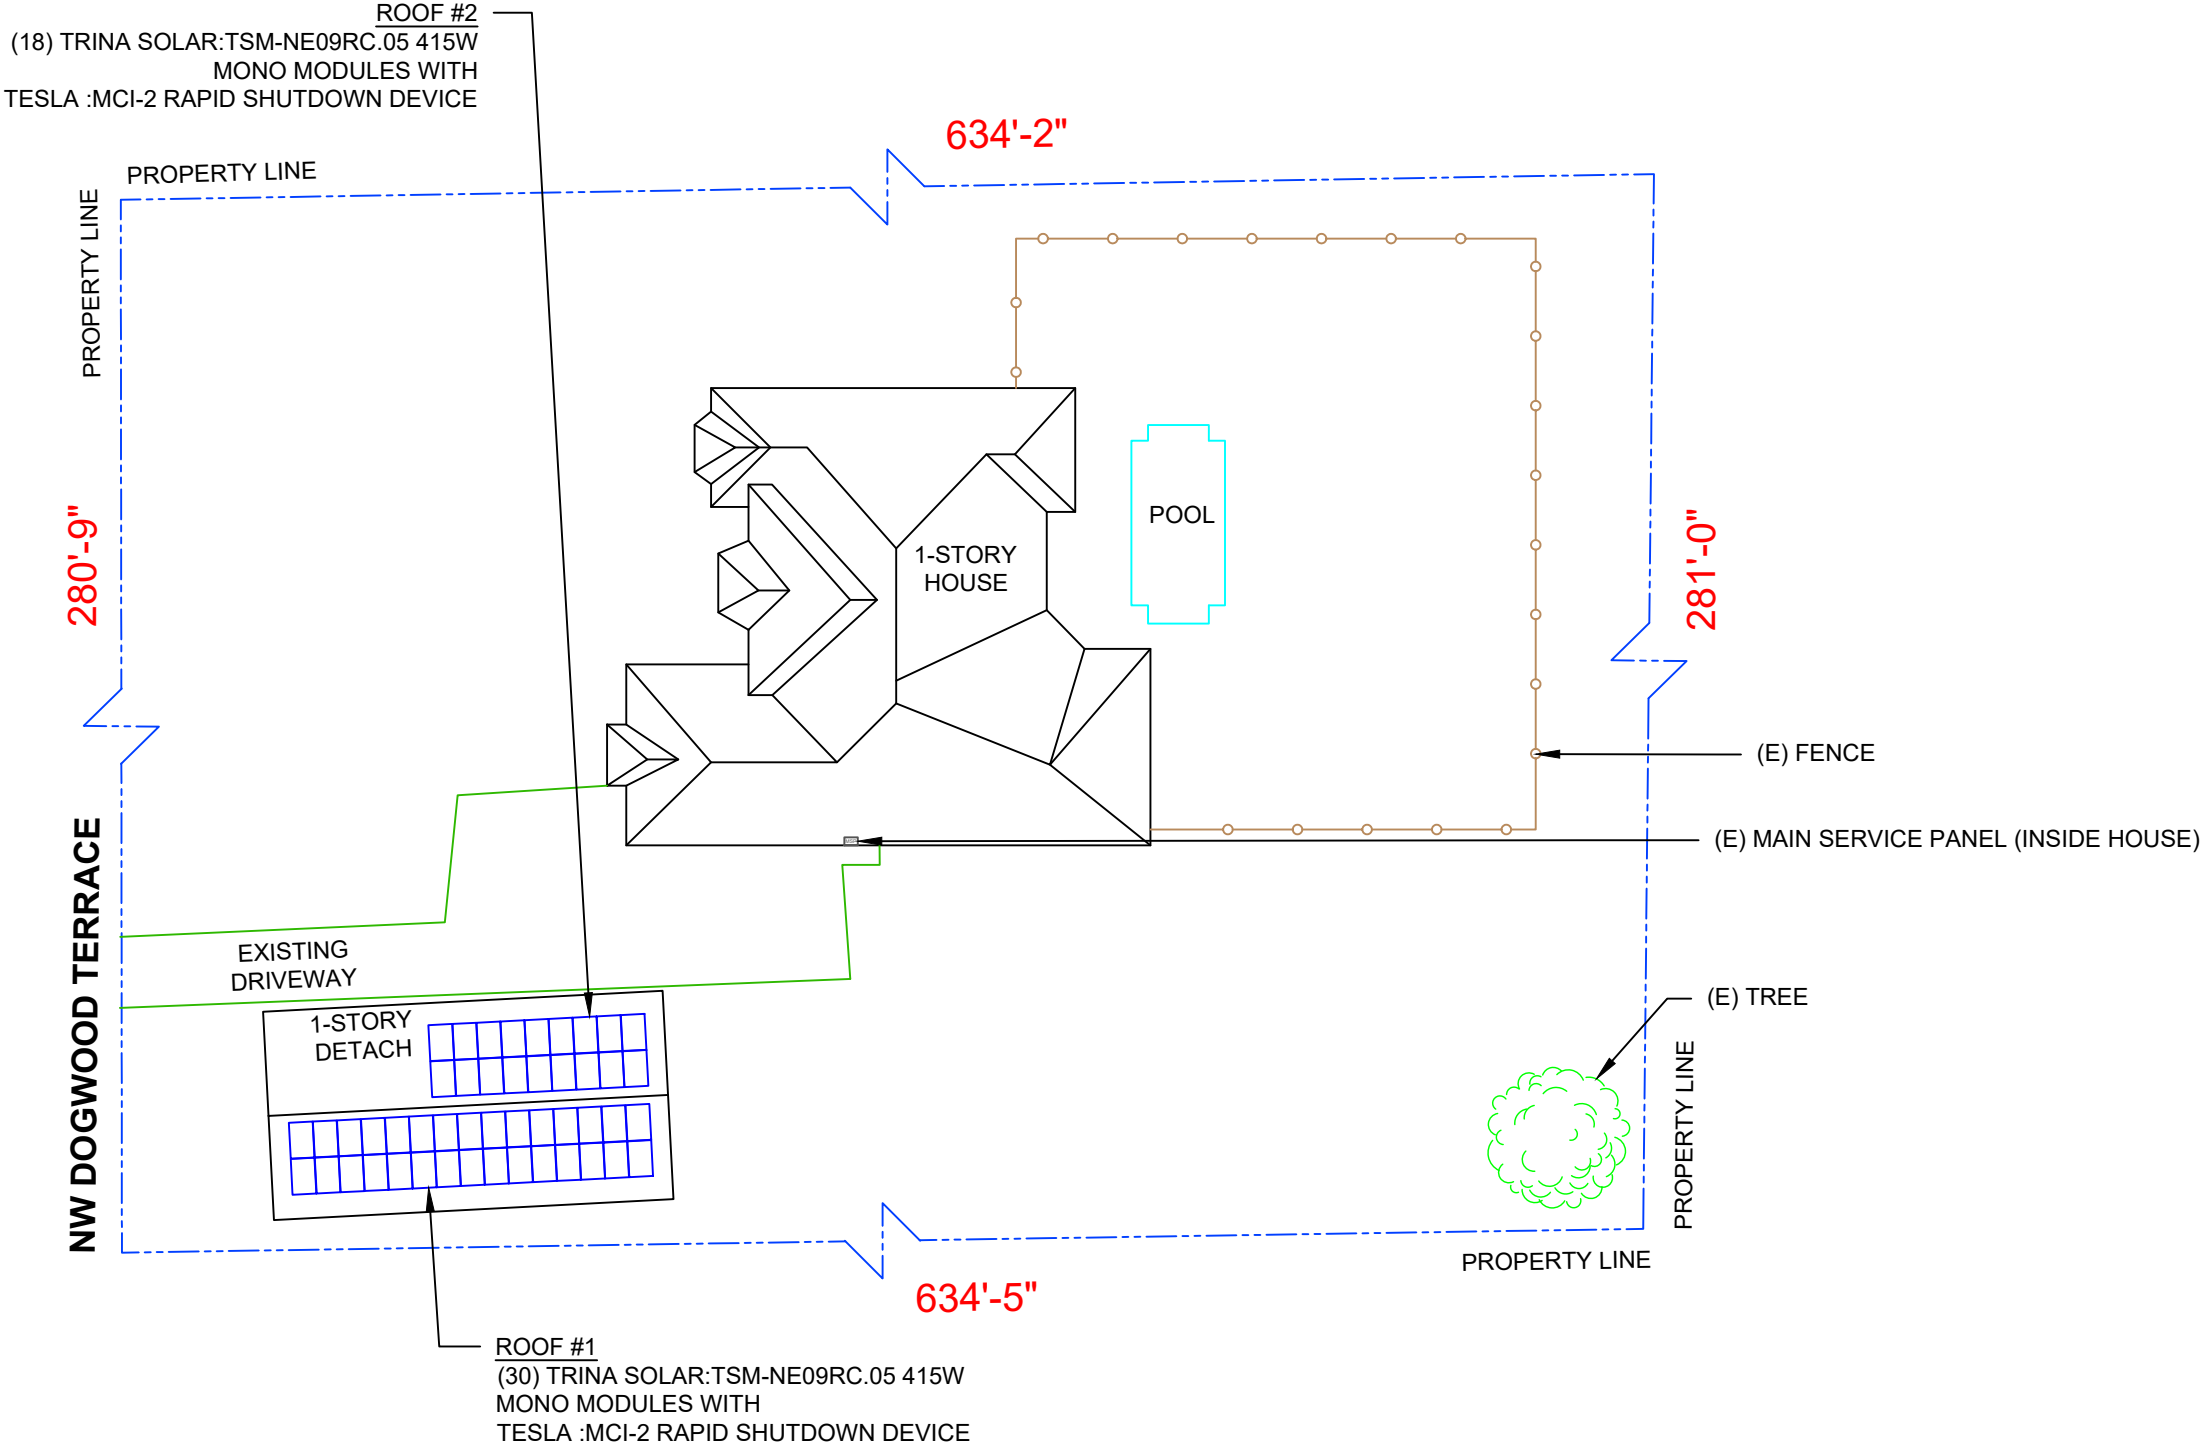 ROOF #2
(18) TRINA SOLAR:TSM-NE09RC.05 415W
MONO MODULES WITH
TESLA :MCI-2 RAPID SHUTDOWN DEVICE
634'-2"
PROPERTY LINE
PROPERTY LINE
280'-9"
281'-0"
POOL
1-STORY
HOUSE
(E) FENCE
(E) MAIN SERVICE PANEL (INSIDE HOUSE)
NW DOGWOOD TERRACE
EXISTING
DRIVEWAY
(E) TREE
1-STORY
DETACH
PROPERTY LINE
PROPERTY LINE
634'-5"
ROOF #1
(30) TRINA SOLAR:TSM-NE09RC.05 415W
MONO MODULES WITH
TESLA :MCI-2 RAPID SHUTDOWN DEVICE